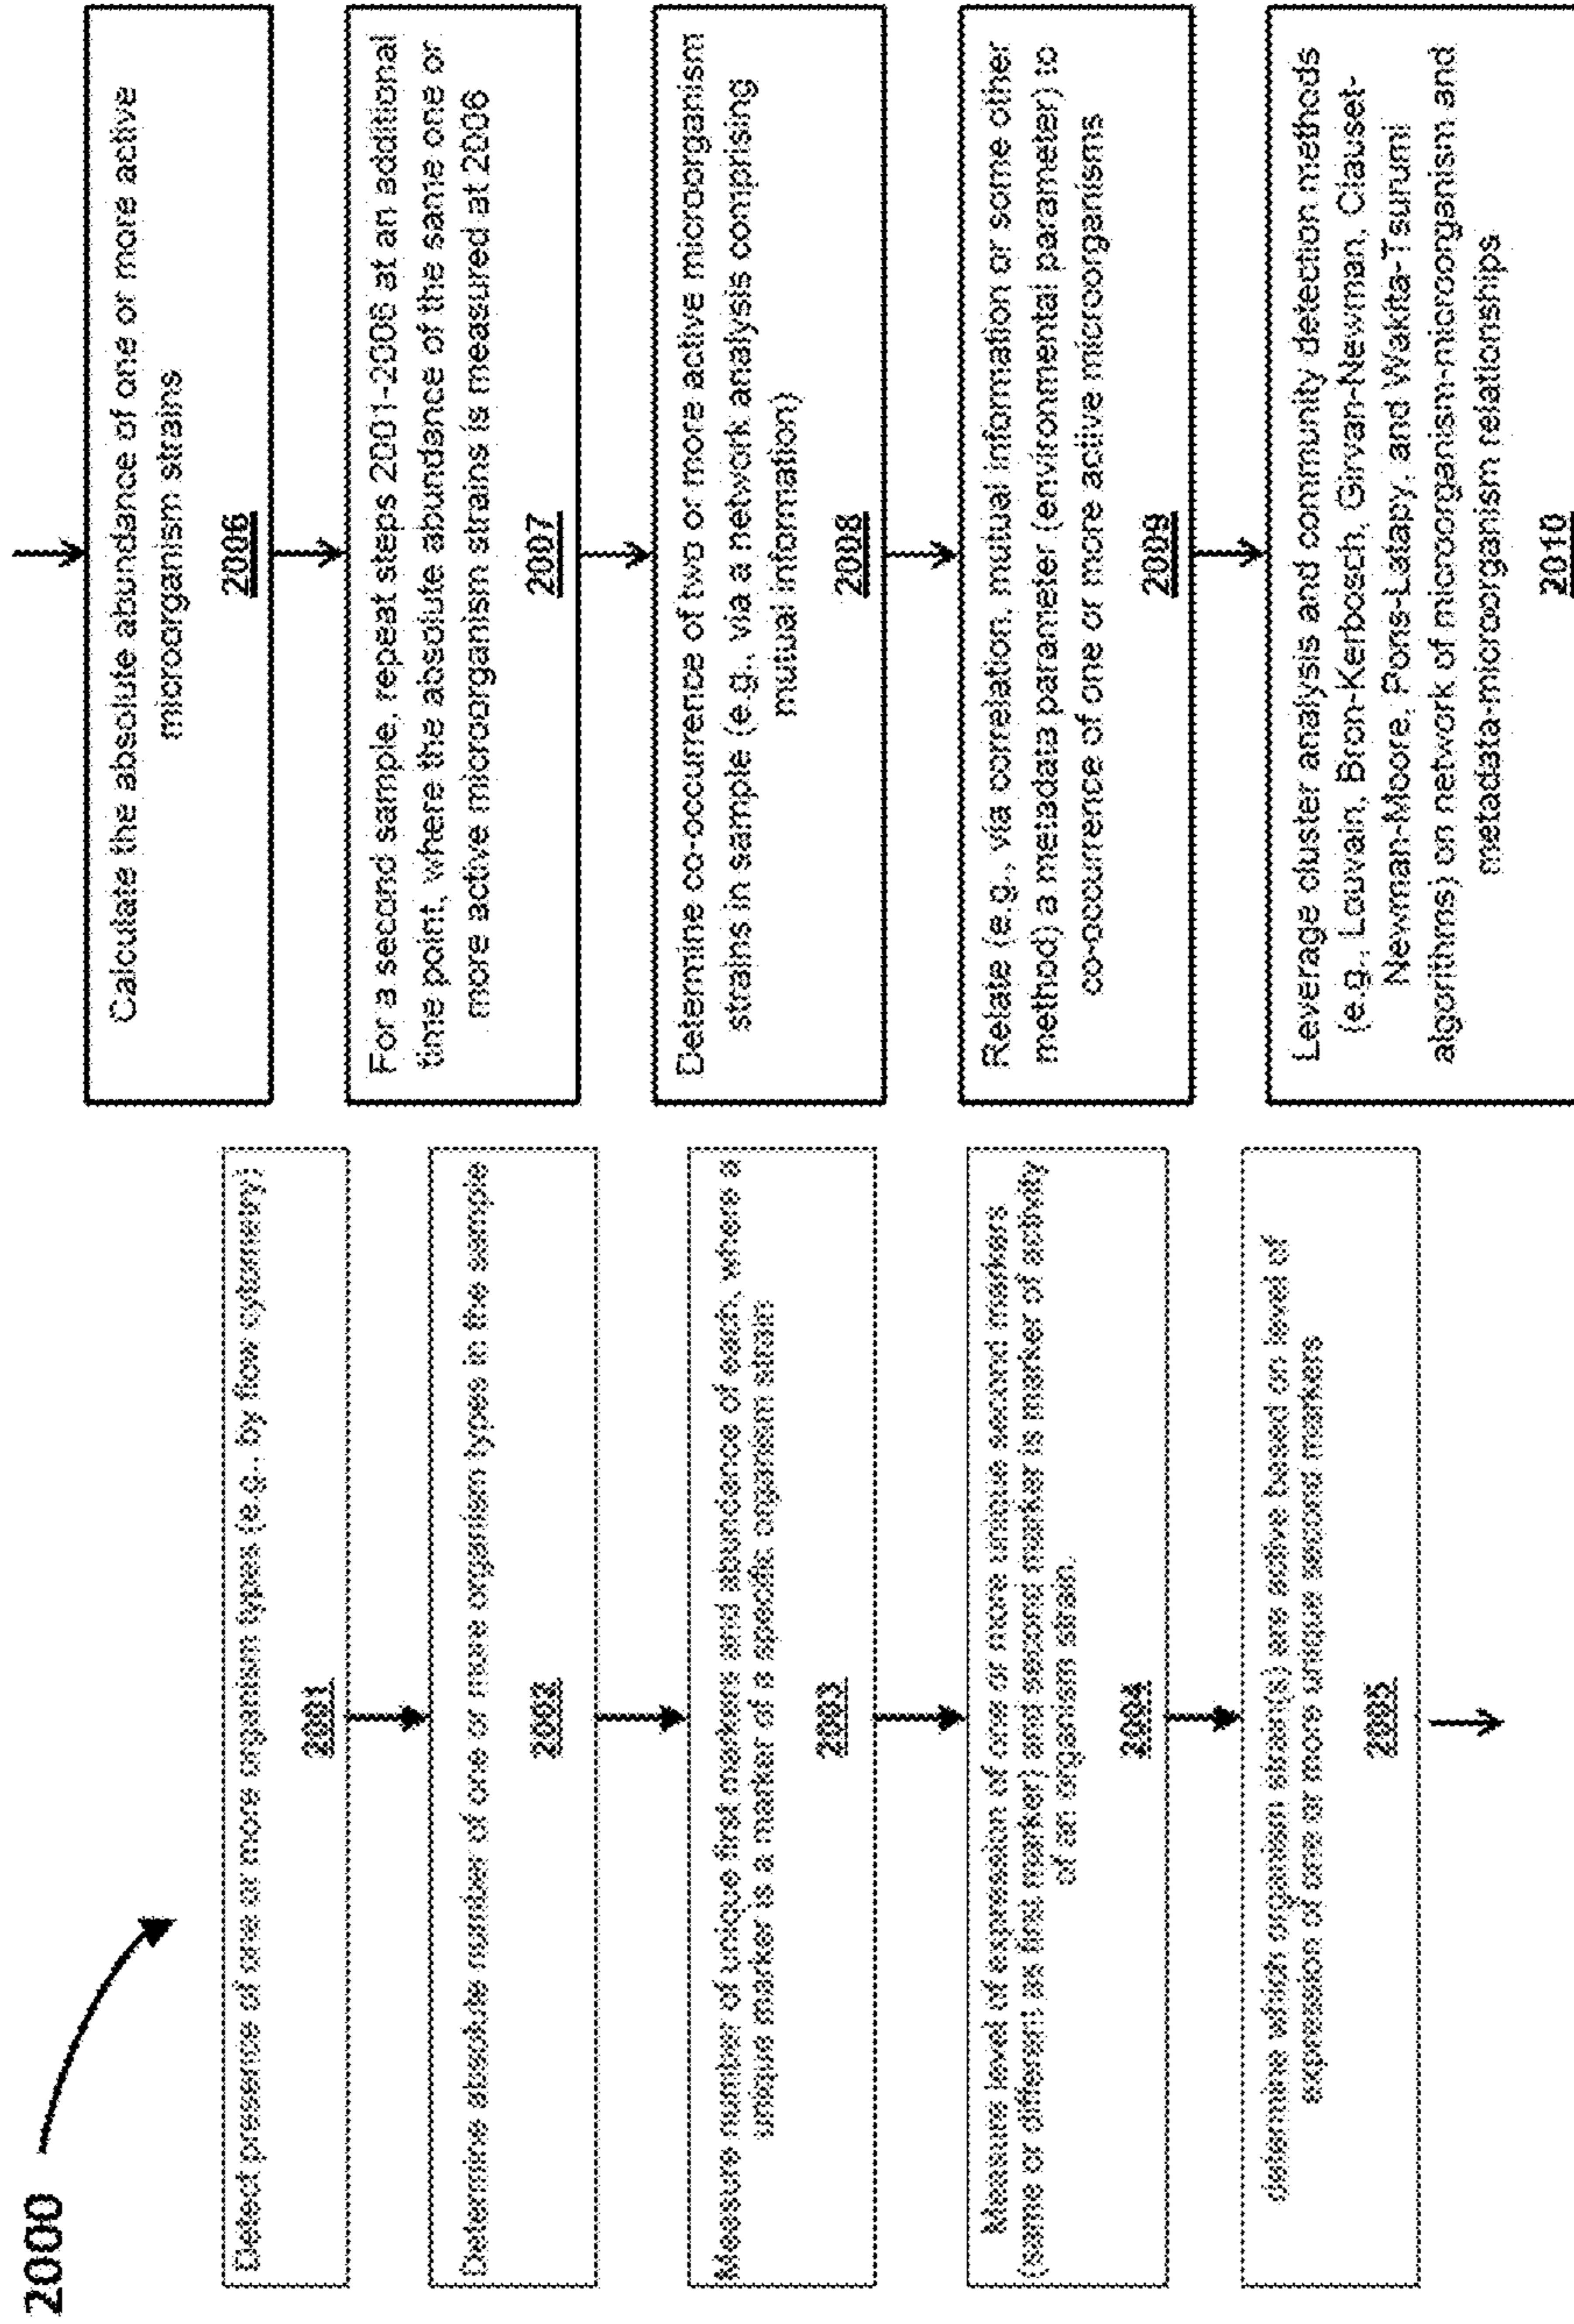 2000
Detect presence of one or more organism types (e.g., by flow cytometry)
2001
Determine absolute number of one or more organism types in the sample
2002
Measure number of unique first markers and abundance of each, where a
unique marker is a marker of a specific organism strain
2003
Measure level of expression of one or more unique second markers
(same or different as first marker) and second marker is marker of activity
of an organism strain.
2004
determine which organism strain(s) are active based on level of
expression of one or more unique second markers
2005
Calculate the absolute abundance of one or more active
microorganism strains
2006
For a second sample, repeat steps 2001-2006 at an additional
time point, where the absolute abundance of the same one or
more active microorganism strains is measured at 2006
2007
Determine co-occurrence of two or more active microorganism
strains in sample (e.g., via a network analysis comprising
mutual information)
2008
Relate (e.g., via correlation, mutual information or some other
method) a metadata parameter (environmental parameter) to
co-occurrence of one or more active microorganisms
2009
Leverage cluster analysis and community detection methods
(e.g., Louvain, Bron-Kerbosch, Girvan-Newman, Clauset-
Newman-Moore, Pons-Latapy, and Wakita-Tsurumi
algorithms) on network of microorganism-microorganism and
metadata-microorganism relationships
2010